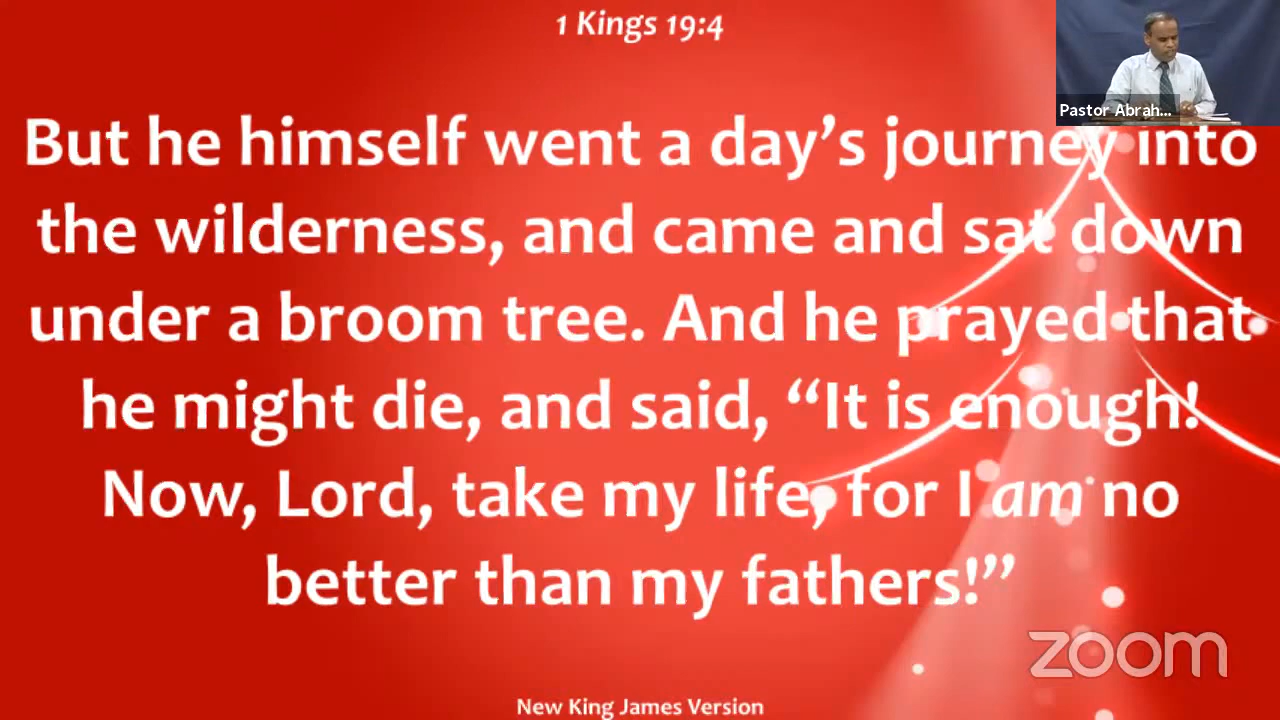 1 Kings 19:4
Pastor Abrah...
But he himself went a day’s journey into
the wilderness, and came and sat down
under a broom tree. And he prayed that
he might die, and said, “It is enough!
Now, Lord, take my life, for I am no
better than my fathers!”
zoom
New King James Version